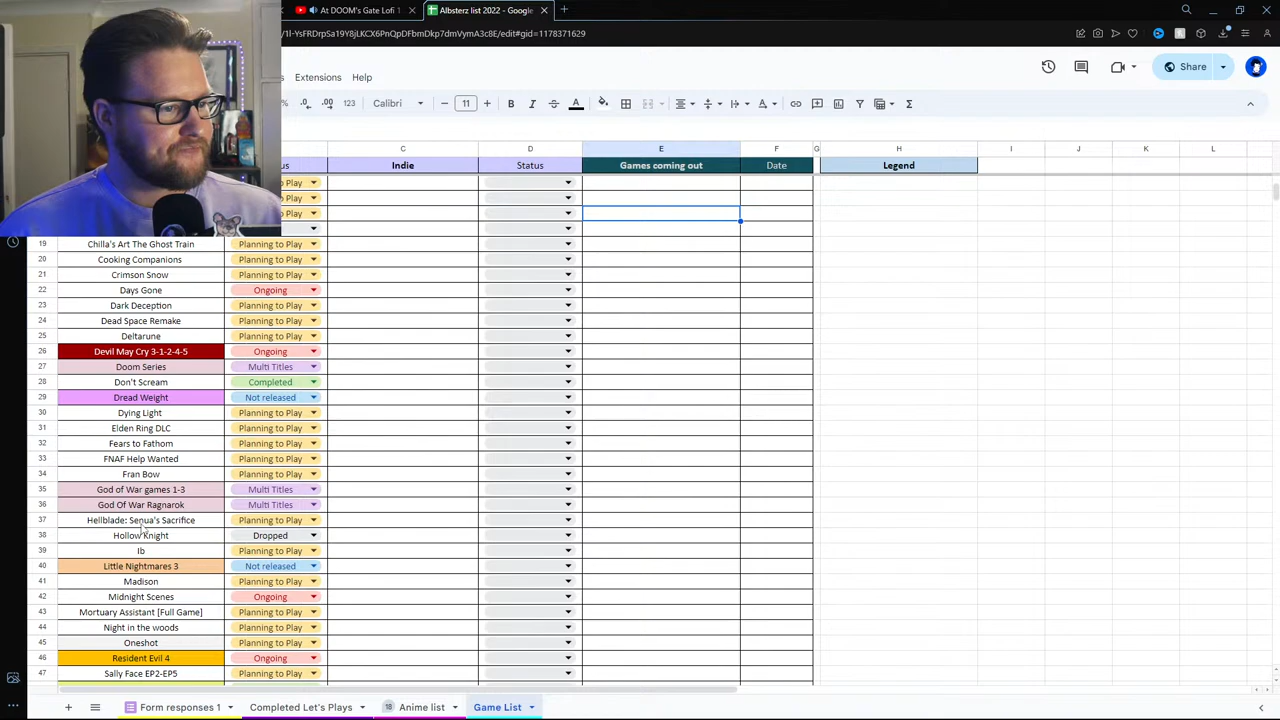 At DOOM's Gate Lofi 1
Albsterz list 2022 - Google
/1l-YsFRDrpSa19Y8jLKCX6PnQpDFbmDkp7dmVymA3c8E/edit#gid=1178371629
Extensions Help
Share
% .0 .00 123 Calibri 11 B I A
C D E F G H I J K L
us Indie Status Games coming out Date Legend
to Play
to Play
to Play
19 Chilla's Art The Ghost Train Planning to Play
20 Cooking Companions Planning to Play
21 Crimson Snow Planning to Play
22 Days Gone Ongoing
23 Dark Deception Planning to Play
24 Dead Space Remake Planning to Play
25 Deltarune Planning to Play
26 Devil May Cry 3-1-2-4-5 Ongoing
27 Doom Series Multi Titles
28 Don't Scream Completed
29 Dread Weight Not released
30 Dying Light Planning to Play
31 Elden Ring DLC Planning to Play
32 Fears to Fathom Planning to Play
33 FNAF Help Wanted Planning to Play
34 Fran Bow Planning to Play
35 God of War games 1-3 Multi Titles
36 God Of War Ragnarok Multi Titles
37 Hellblade: Senua's Sacrifice Planning to Play
38 Hollow Knight Dropped
39 Ib Planning to Play
40 Little Nightmares 3 Not released
41 Madison Planning to Play
42 Midnight Scenes Ongoing
43 Mortuary Assistant [Full Game] Planning to Play
44 Night in the woods Planning to Play
45 Oneshot Planning to Play
46 Resident Evil 4 Ongoing
47 Sally Face EP2-EP5 Planning to Play
Form responses 1 Completed Let's Plays 18 Anime list Game List